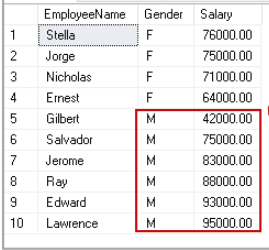 EmployeeName Gender Salary
1 Stella F 76000.00
2 Jorge F 75000.00
3 Nicholas F 71000.00
4 Ernest F 64000.00
5 Gilbert M 42000.00
6 Salvador M 75000.00
7 Jerome M 83000.00
8 Ray M 88000.00
9 Edward M 93000.00
10 Lawrence M 95000.00